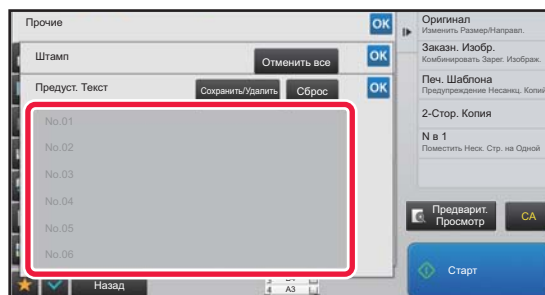 Прочие
OK
Штамп
Отменить все
OK
Предуст. Текст
Сохранить/Удалить
Сброс
OK
No.01
No.02
No.03
No.04
No.05
No.06
Назад
4 A3
Оригинал
Изменить Размер/Направл.
Заказн. Изобр.
Комбинировать Зарег. Изображ.
Печ. Шаблона
Предупреждение Несанкц. Копий
2-Стор. Копия
N в 1
Поместить Неск. Стр. на Одной
Предварит.
Просмотр
CA
Старт